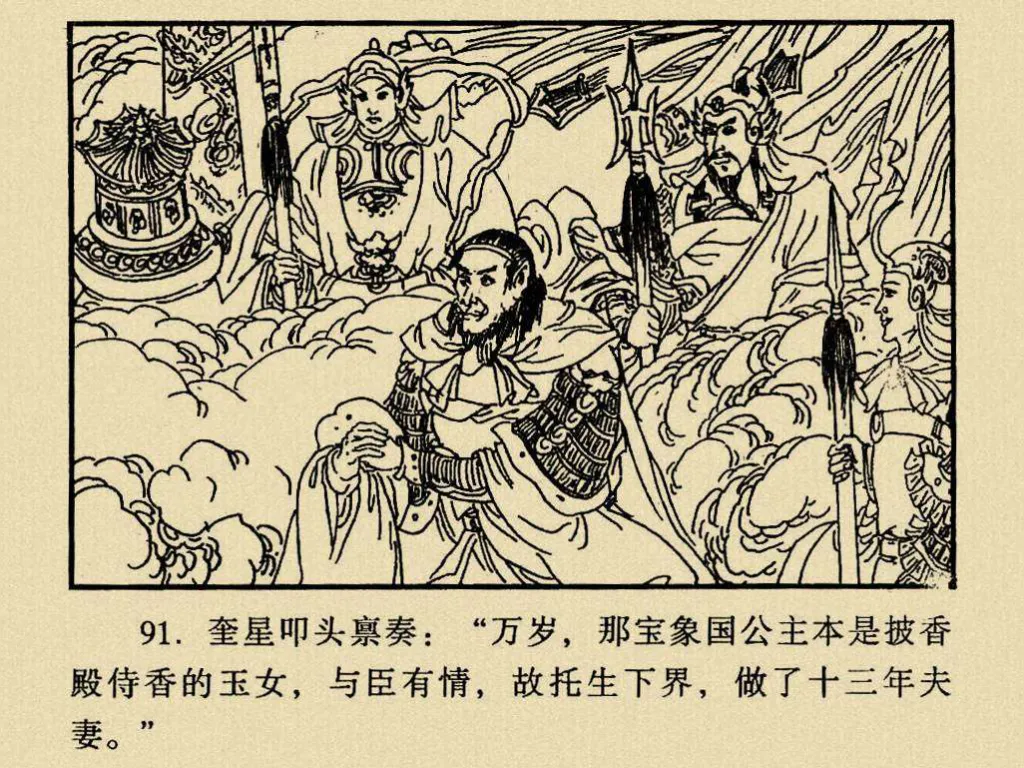 91. 奎星叩头禀奏：“万岁，那宝象国公主本是披香
殿侍香的玉女，与臣有情，故托生下界，做了十三年夫
妻。”